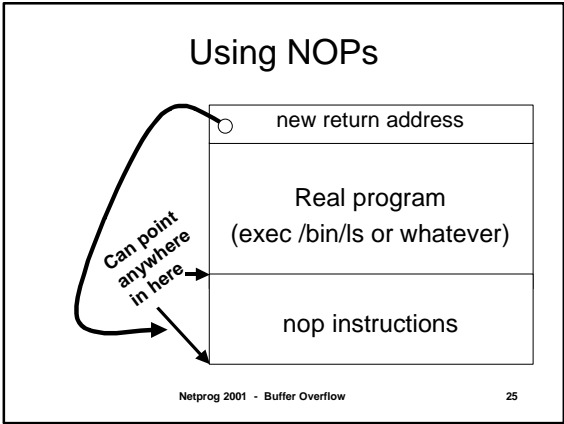 Using NOPs
new return address
Real program
(exec /bin/ls or whatever)
Can point
anywhere
in here
nop instructions
Netprog 2001 - Buffer Overflow
25